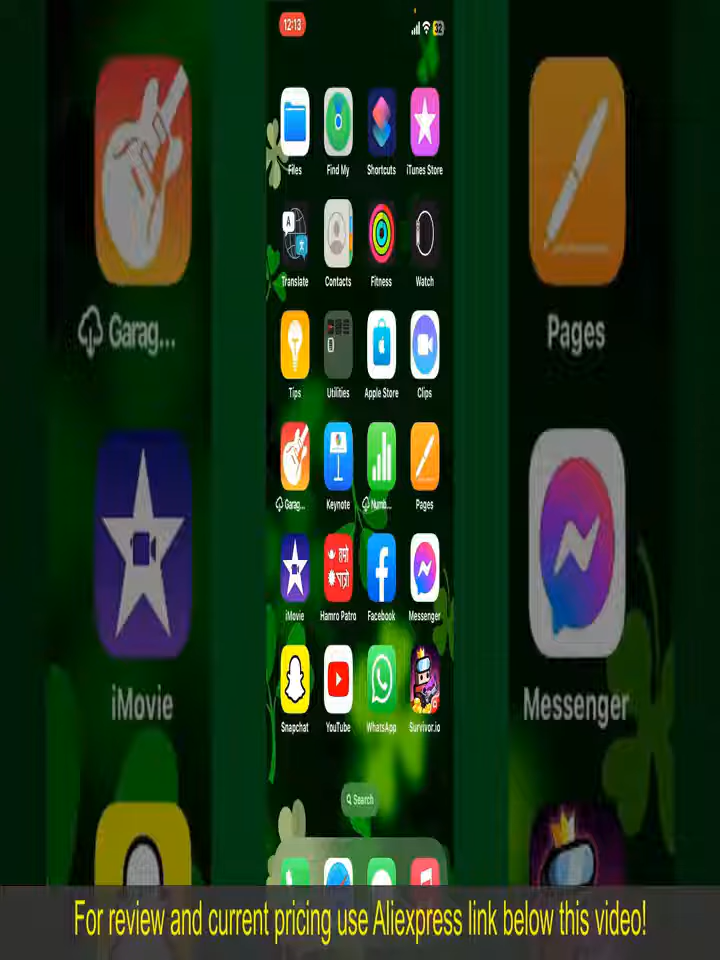 12:13
32
Files Find My Shortcuts iTunes Store
Translate Contacts Fitness Watch
Tips Utilities Apple Store Clips
Garag... Keynote Numb... Pages
iMovie Hamro Patro Facebook Messenger
Snapchat YouTube WhatsApp Survivor.io
Search
Garag...
Pages
iMovie
Messenger
For review and current pricing use Aliexpress link below this video!